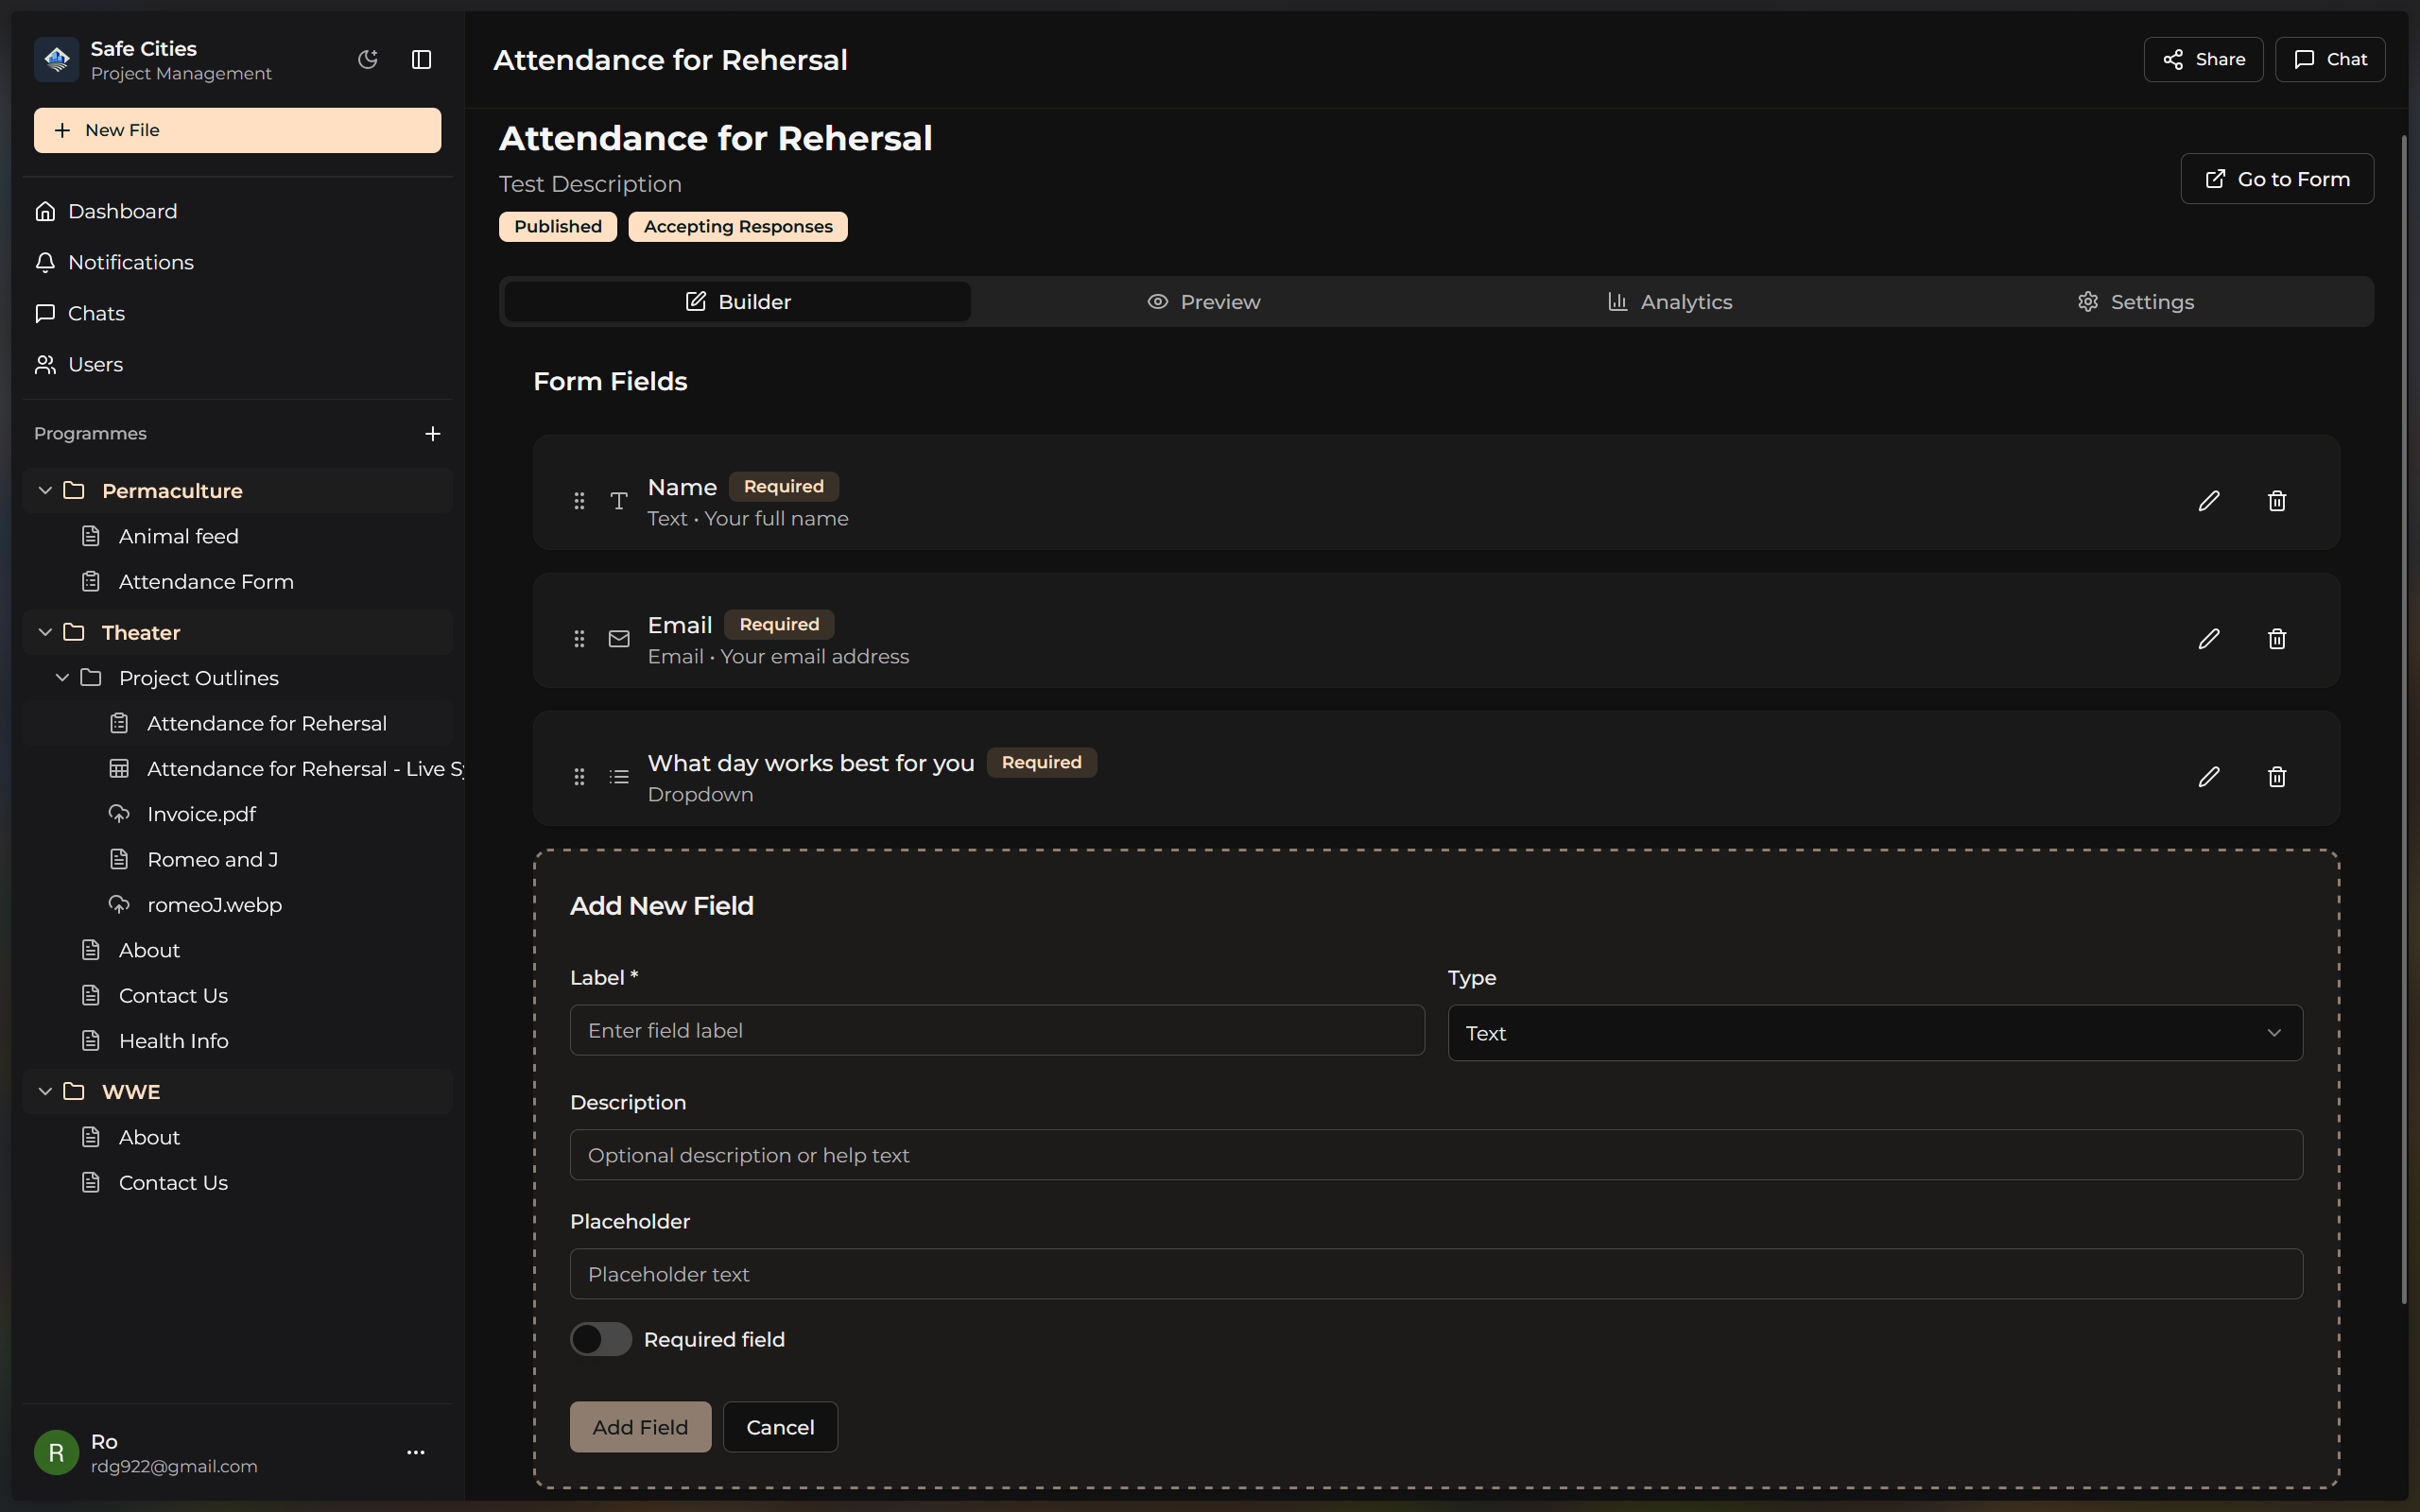 Safe Cities
Project Management
New File
Dashboard
Notifications
Chats
Users
Programmes
Permaculture
Animal feed
Attendance Form
Theater
Project Outlines
Attendance for Rehersal
Attendance for Rehersal - Live Sy
Invoice.pdf
Romeo and J
romeoJ.webp
About
Contact Us
Health Info
WWE
About
Contact Us
R
Ro
rdg922@gmail.com
Attendance for Rehersal
Share
Chat
Attendance for Rehersal
Test Description
Published
Accepting Responses
Go to Form
Builder
Preview
Analytics
Settings
Form Fields
Name Required
Text • Your full name
Email Required
Email • Your email address
What day works best for you Required
Dropdown
Add New Field
Label *
Type
Enter field label
Text
Description
Optional description or help text
Placeholder
Placeholder text
Required field
Add Field
Cancel